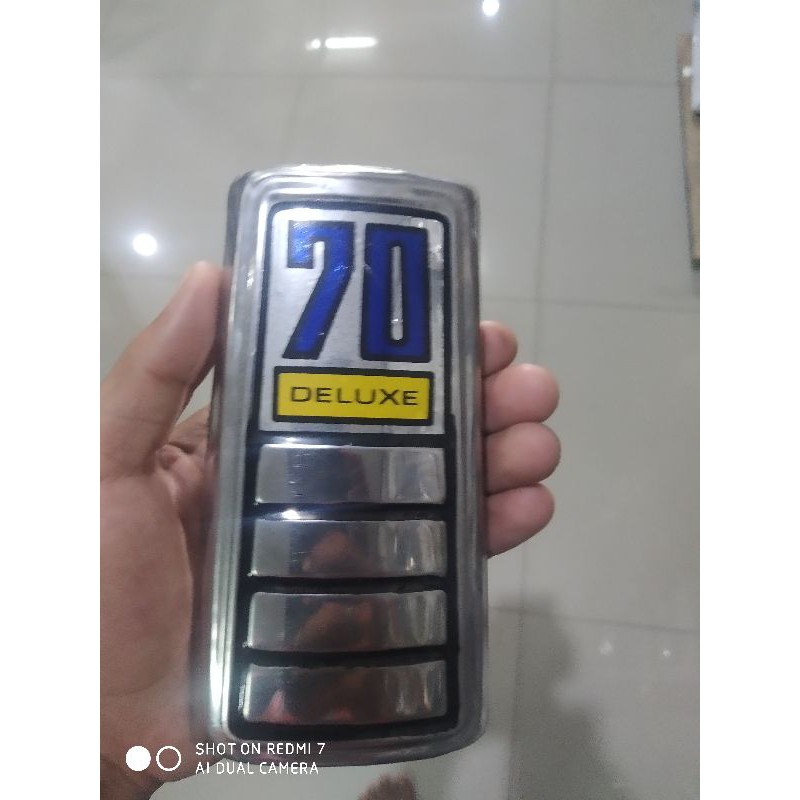 70
DELUXE
SHOT ON REDMI 7
AI DUAL CAMERA